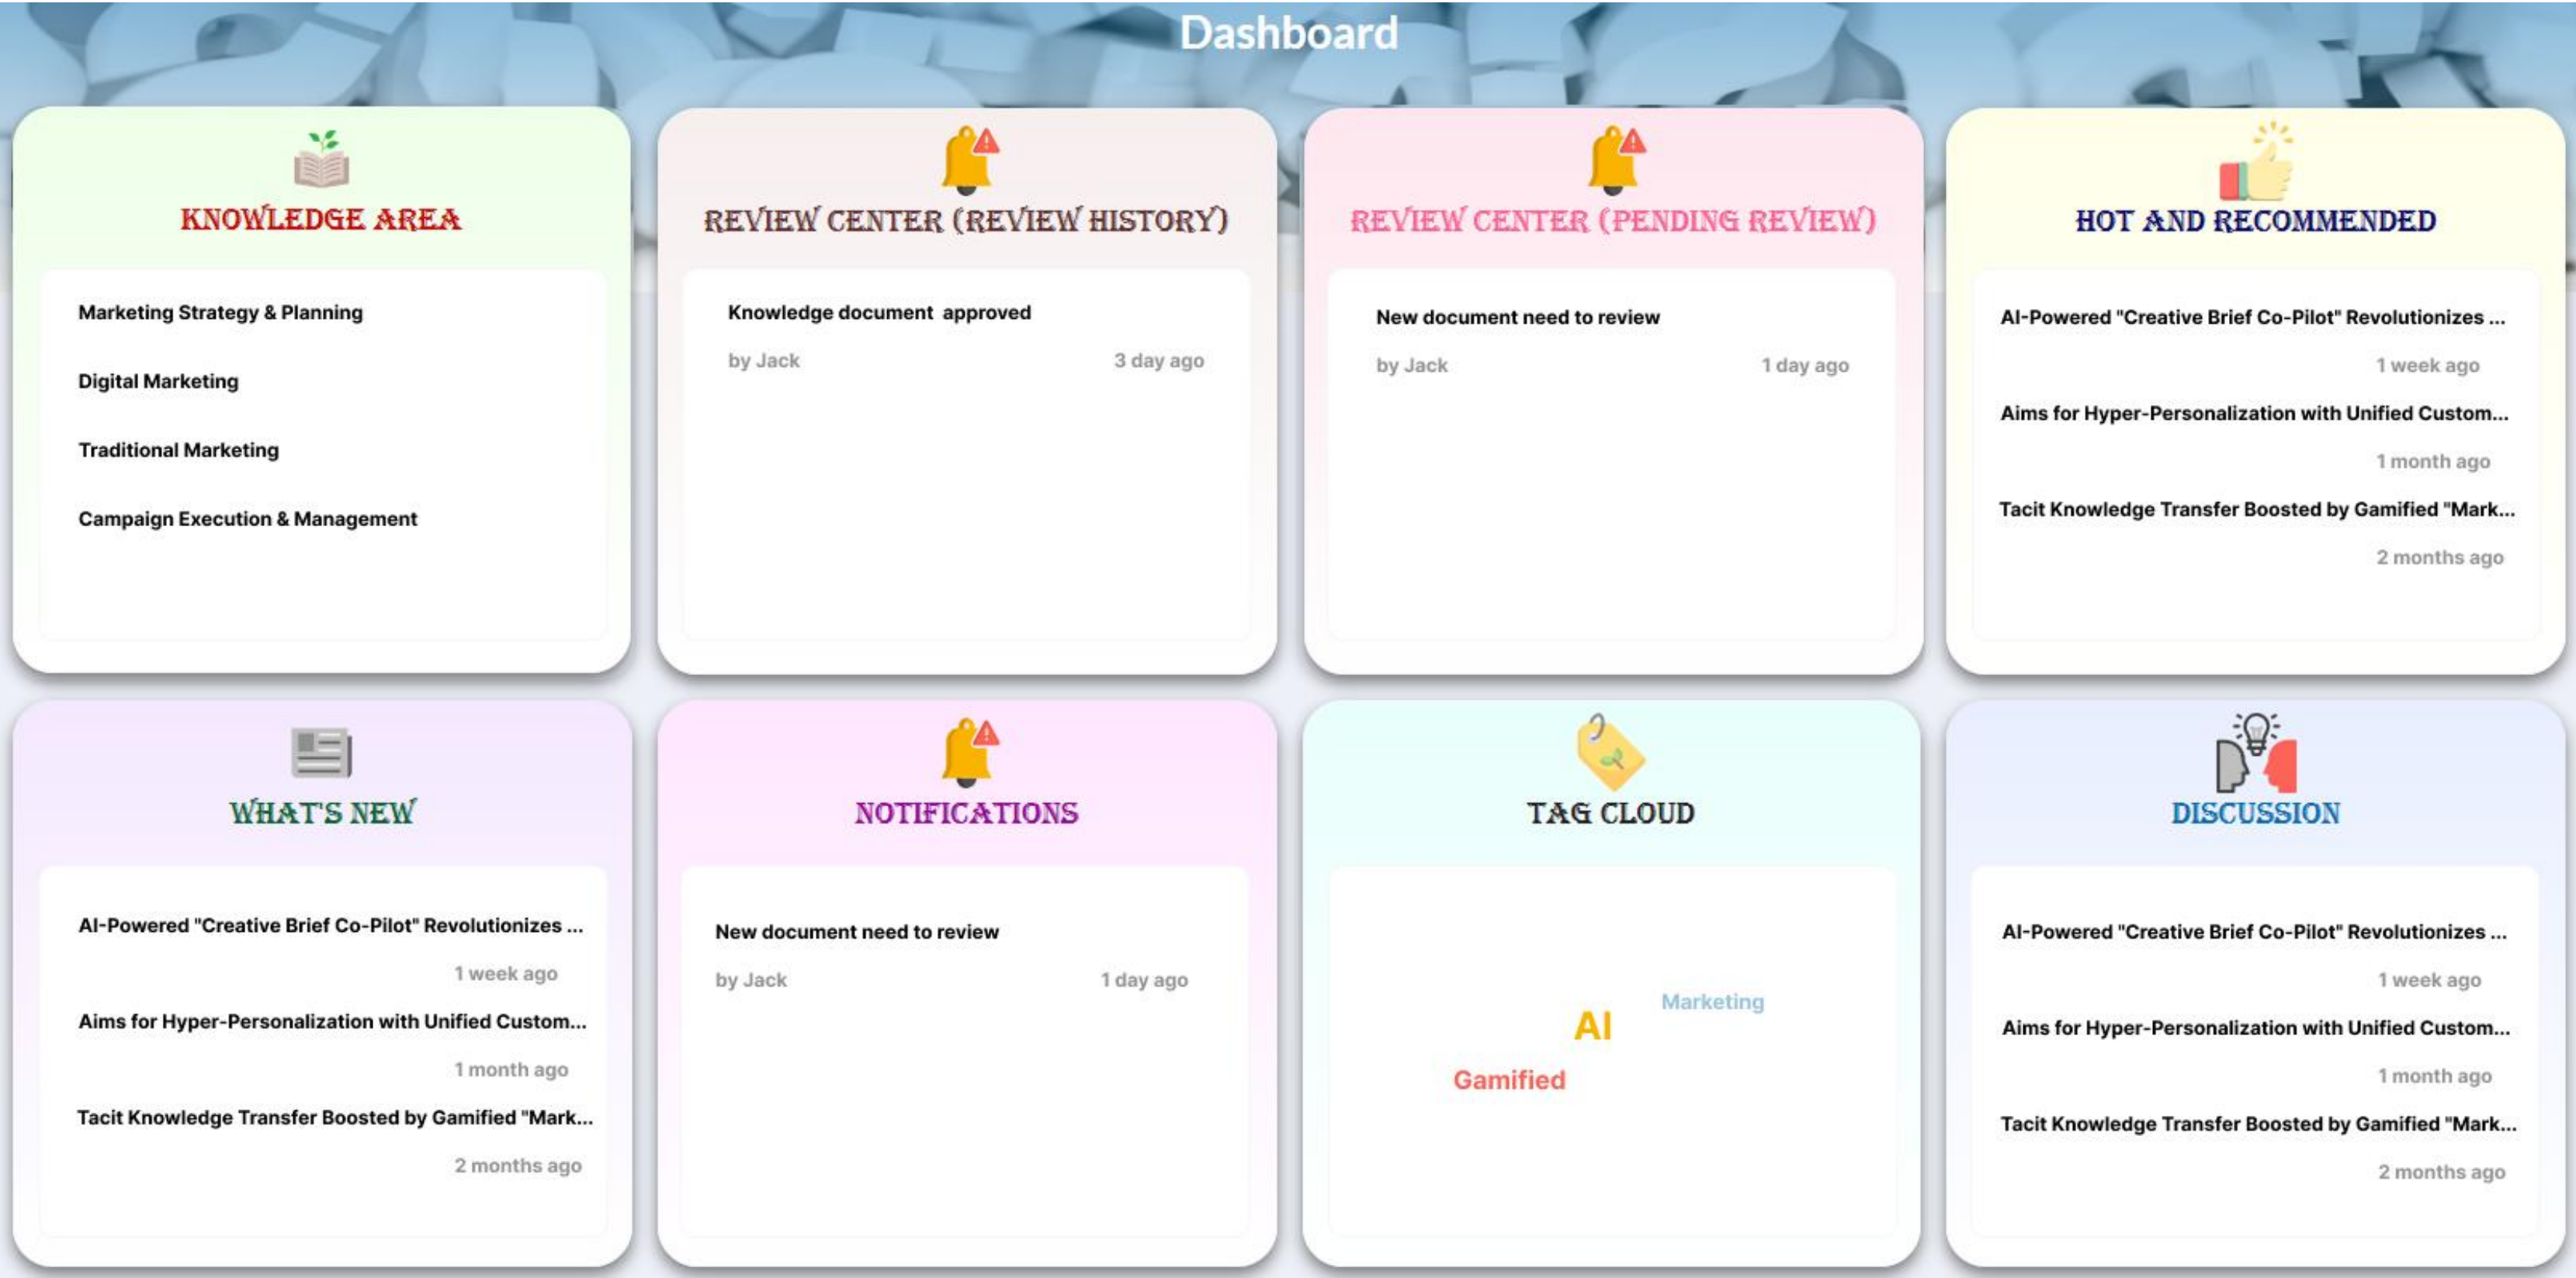 Dashboard
KNOWLEDGE AREA
Marketing Strategy & Planning
Digital Marketing
Traditional Marketing
Campaign Execution & Management
REVIEW CENTER (REVIEW HISTORY)
Knowledge document approved
by Jack 3 day ago
REVIEW CENTER (PENDING REVIEW)
New document need to review
by Jack 1 day ago
HOT AND RECOMMENDED
AI-Powered "Creative Brief Co-Pilot" Revolutionizes ...
1 week ago
Aims for Hyper-Personalization with Unified Custom...
1 month ago
Tacit Knowledge Transfer Boosted by Gamified "Mark...
2 months ago
WHAT'S NEW
AI-Powered "Creative Brief Co-Pilot" Revolutionizes ...
1 week ago
Aims for Hyper-Personalization with Unified Custom...
1 month ago
Tacit Knowledge Transfer Boosted by Gamified "Mark...
2 months ago
NOTIFICATIONS
New document need to review
by Jack 1 day ago
TAG CLOUD
Marketing
AI
Gamified
DISCUSSION
AI-Powered "Creative Brief Co-Pilot" Revolutionizes ...
1 week ago
Aims for Hyper-Personalization with Unified Custom...
1 month ago
Tacit Knowledge Transfer Boosted by Gamified "Mark...
2 months ago